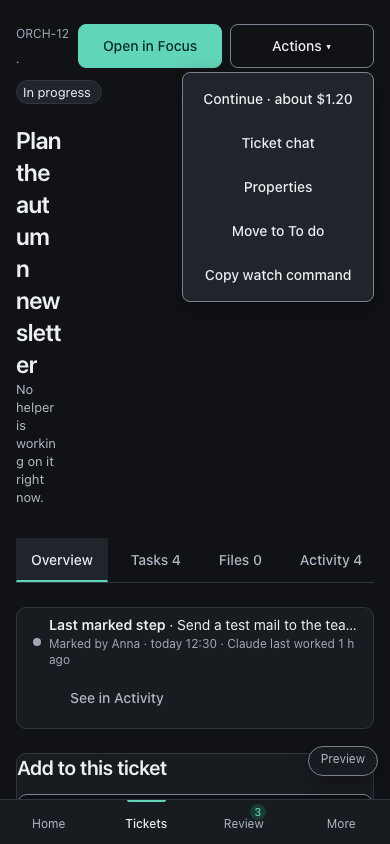 ORCH-12
·
In progress
Open in Focus
Actions ▾
Continue · about $1.20
Ticket chat
Properties
Move to To do
Copy watch command
Plan
the
aut
um
n
new
slett
er
No
helper
is
workin
g on it
right
now.
Overview
Tasks 4
Files 0
Activity 4
Last marked step · Send a test mail to the tea…
Marked by Anna · today 12:30 · Claude last worked 1 h
ago
See in Activity
Add to this ticket
Preview
Home
Tickets
Review
3
More